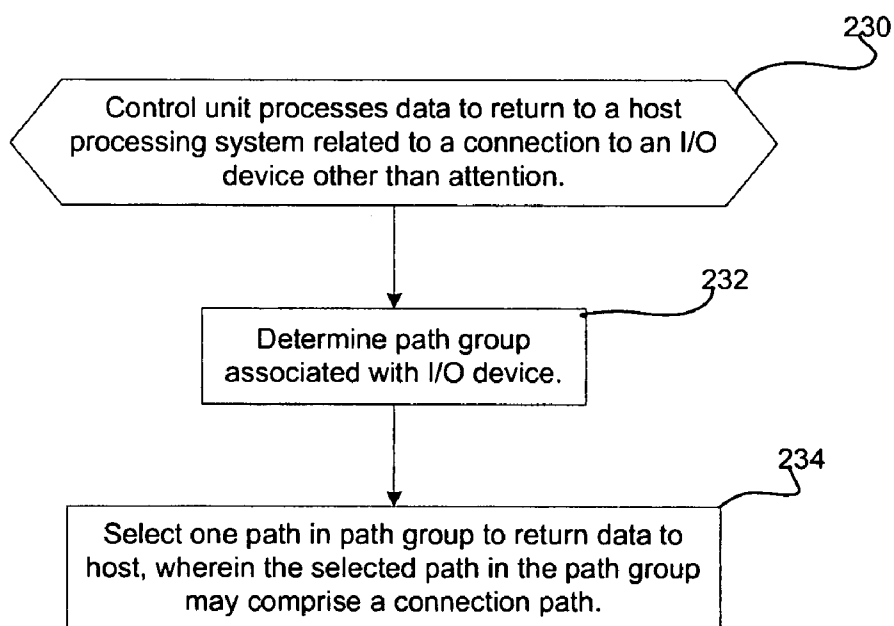 230
Control unit processes data to return to a host
processing system related to a connection to an I/O
device other than attention.
232
Determine path group
associated with I/O device.
234
Select one path in path group to return data to
host, wherein the selected path in the path group
may comprise a connection path.